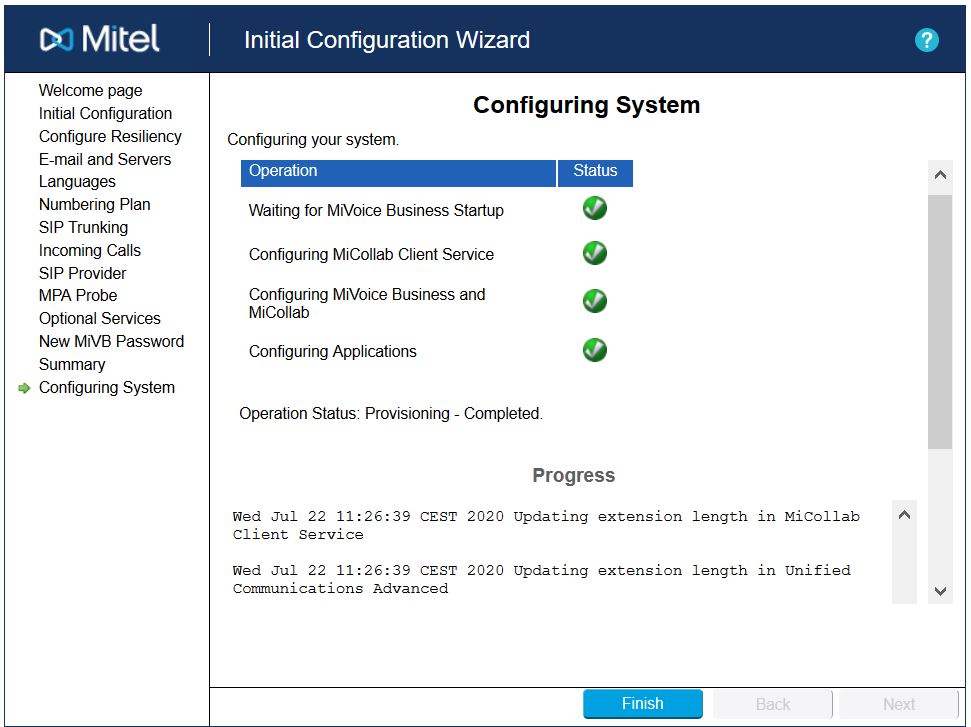 Mitel
Initial Configuration Wizard
?
Welcome page
Initial Configuration
Configure Resiliency
E-mail and Servers
Languages
Numbering Plan
SIP Trunking
Incoming Calls
SIP Provider
MPA Probe
Optional Services
New MiVB Password
Summary
Configuring System
Configuring System
Configuring your system.
Operation Status
Waiting for MiVoice Business Startup
Configuring MiCollab Client Service
Configuring MiVoice Business and
MiCollab
Configuring Applications
Operation Status: Provisioning - Completed.
Progress
Wed Jul 22 11:26:39 CEST 2020 Updating extension length in MiCollab
Client Service
Wed Jul 22 11:26:39 CEST 2020 Updating extension length in Unified
Communications Advanced
Finish Back Next